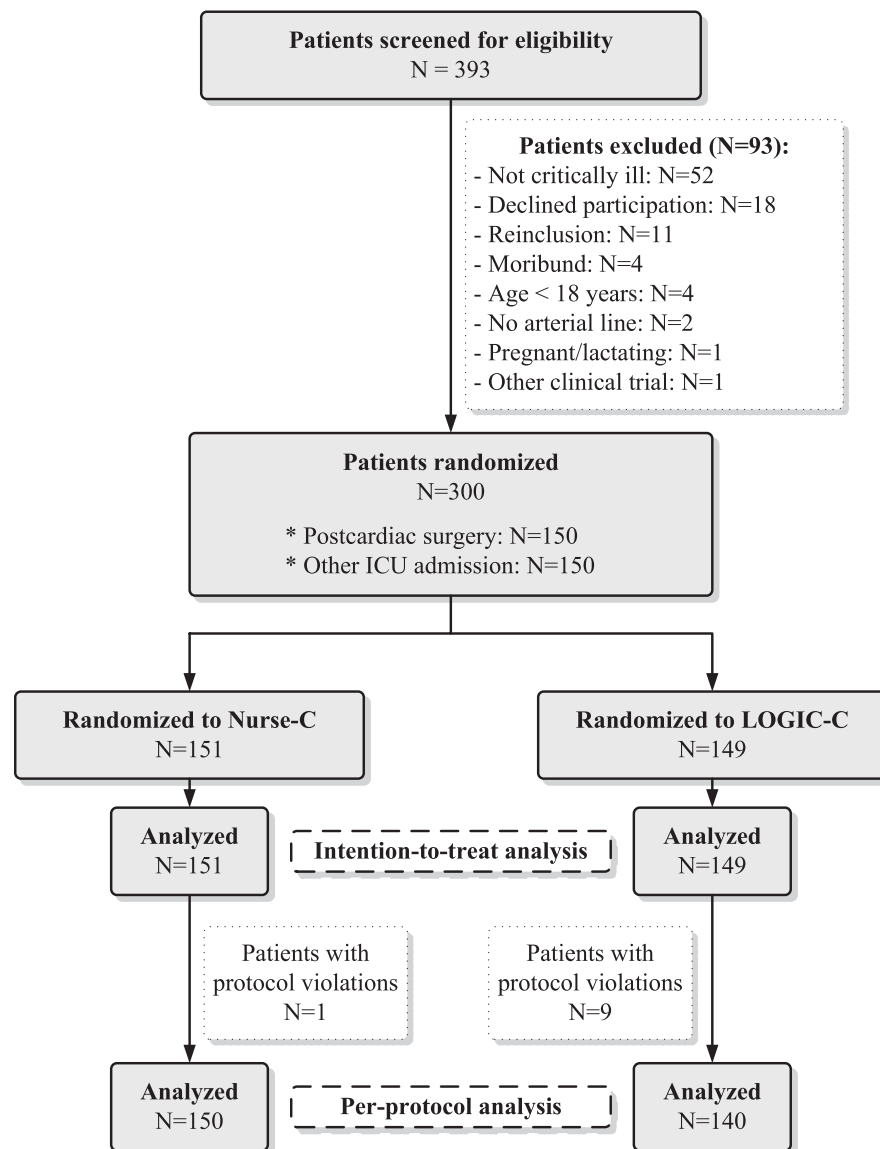 Patients screened for eligibility
N = 393
Patients excluded (N=93):
- Not critically ill: N=52
- Declined participation: N=18
- Reinclusion: N=11
- Moribund: N=4
- Age < 18 years: N=4
- No arterial line: N=2
- Pregnant/lactating: N=1
- Other clinical trial: N=1
Patients randomized
N=300
* Postcardiac surgery: N=150
* Other ICU admission: N=150
Randomized to Nurse-C
N=151
Randomized to LOGIC-C
N=149
Analyzed
N=151
Intention-to-treat analysis
Analyzed
N=149
Patients with
protocol violations
N=1
Patients with
protocol violations
N=9
Analyzed
N=150
Per-protocol analysis
Analyzed
N=140